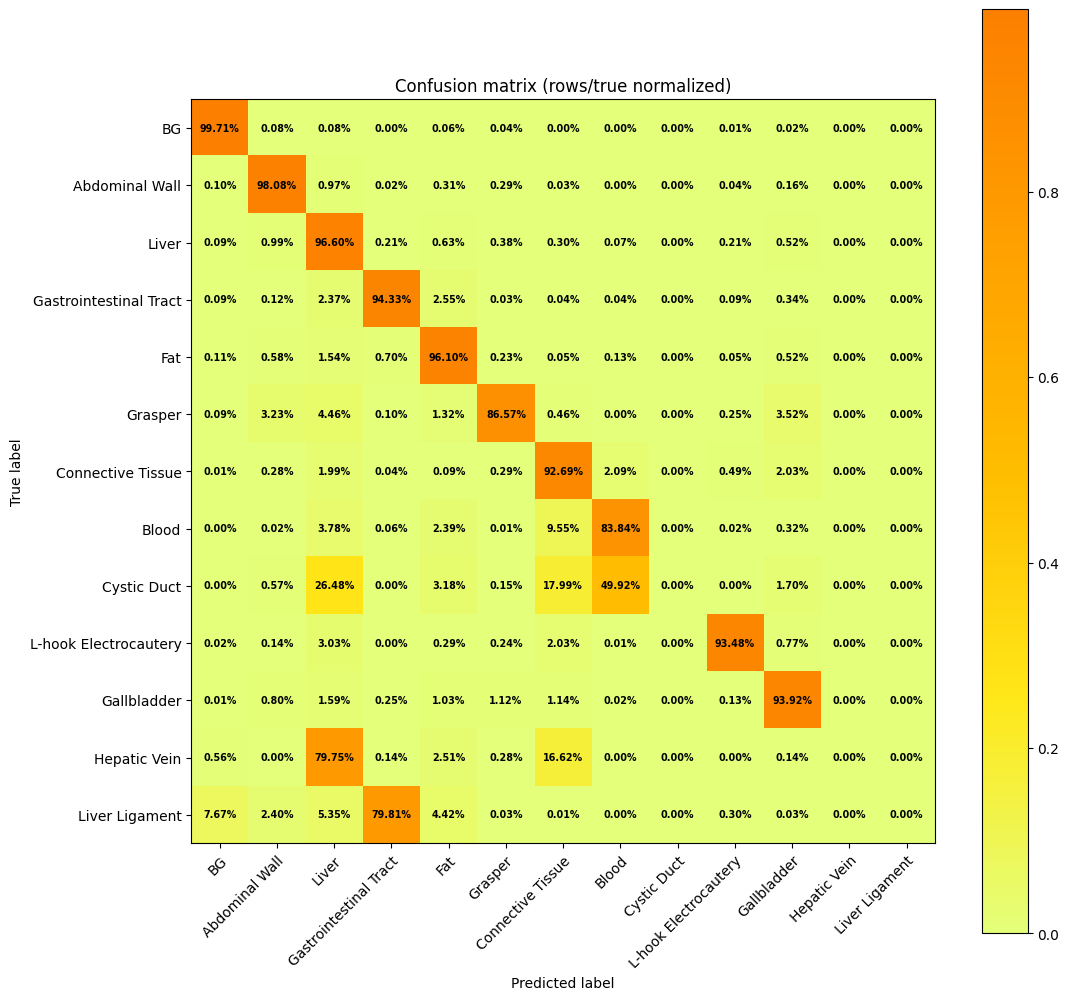 Confusion matrix (rows/true normalized)
BG 99.71% 0.08% 0.08% 0.00% 0.06% 0.04% 0.00% 0.00% 0.00% 0.01% 0.02% 0.00% 0.00%
Abdominal Wall 0.10% 98.08% 0.97% 0.02% 0.31% 0.29% 0.03% 0.00% 0.00% 0.04% 0.16% 0.00% 0.00%
0.8
Liver 0.09% 0.99% 96.60% 0.21% 0.63% 0.38% 0.30% 0.07% 0.00% 0.21% 0.52% 0.00% 0.00%
Gastrointestinal Tract 0.09% 0.12% 2.37% 94.33% 2.55% 0.03% 0.04% 0.04% 0.00% 0.09% 0.34% 0.00% 0.00%
Fat 0.11% 0.58% 1.54% 0.70% 96.10% 0.23% 0.05% 0.13% 0.00% 0.05% 0.52% 0.00% 0.00%
0.6
Grasper 0.09% 3.23% 4.46% 0.10% 1.32% 86.57% 0.46% 0.00% 0.00% 0.25% 3.52% 0.00% 0.00%
True label
Connective Tissue 0.01% 0.28% 1.99% 0.04% 0.09% 0.29% 92.69% 2.09% 0.00% 0.49% 2.03% 0.00% 0.00%
Blood 0.00% 0.02% 3.78% 0.06% 2.39% 0.01% 9.55% 83.84% 0.00% 0.02% 0.32% 0.00% 0.00%
0.4
Cystic Duct 0.00% 0.57% 26.48% 0.00% 3.18% 0.15% 17.99% 49.92% 0.00% 0.00% 1.70% 0.00% 0.00%
L-hook Electrocautery 0.02% 0.14% 3.03% 0.00% 0.29% 0.24% 2.03% 0.01% 0.00% 93.48% 0.77% 0.00% 0.00%
Gallbladder 0.01% 0.80% 1.59% 0.25% 1.03% 1.12% 1.14% 0.02% 0.00% 0.13% 93.92% 0.00% 0.00%
0.2
Hepatic Vein 0.56% 0.00% 79.75% 0.14% 2.51% 0.28% 16.62% 0.00% 0.00% 0.00% 0.14% 0.00% 0.00%
Liver Ligament 7.67% 2.40% 5.35% 79.81% 4.42% 0.03% 0.01% 0.00% 0.00% 0.30% 0.03% 0.00% 0.00%
0.0
BG
Abdominal Wall
Liver
Gastrointestinal Tract
Fat
Grasper
Connective Tissue
Blood
Cystic Duct
L-hook Electrocautery
Gallbladder
Hepatic Vein
Liver Ligament
Predicted label